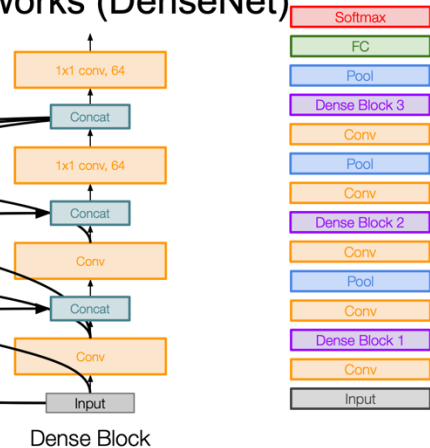 works (DenseNet)
1x1 conv, 64
Concat
1x1 conv, 64
Concat
Conv
Concat
Conv
Input
Dense Block
Softmax
FC
Pool
Dense Block 3
Conv
Pool
Conv
Dense Block 2
Conv
Pool
Conv
Dense Block 1
Conv
Input